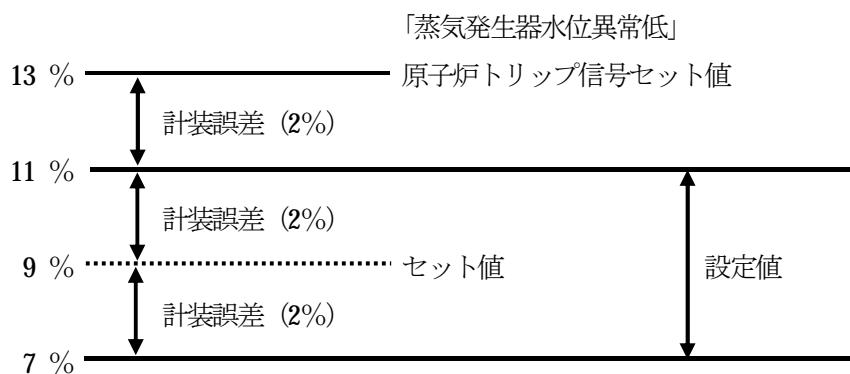 「蒸気発生器水位異常低」
13 % 原子炉トリップ信号セット値
計装誤差（2%）
11 %
計装誤差（2%）
9 % セット値 設定値
計装誤差（2%）
7 %